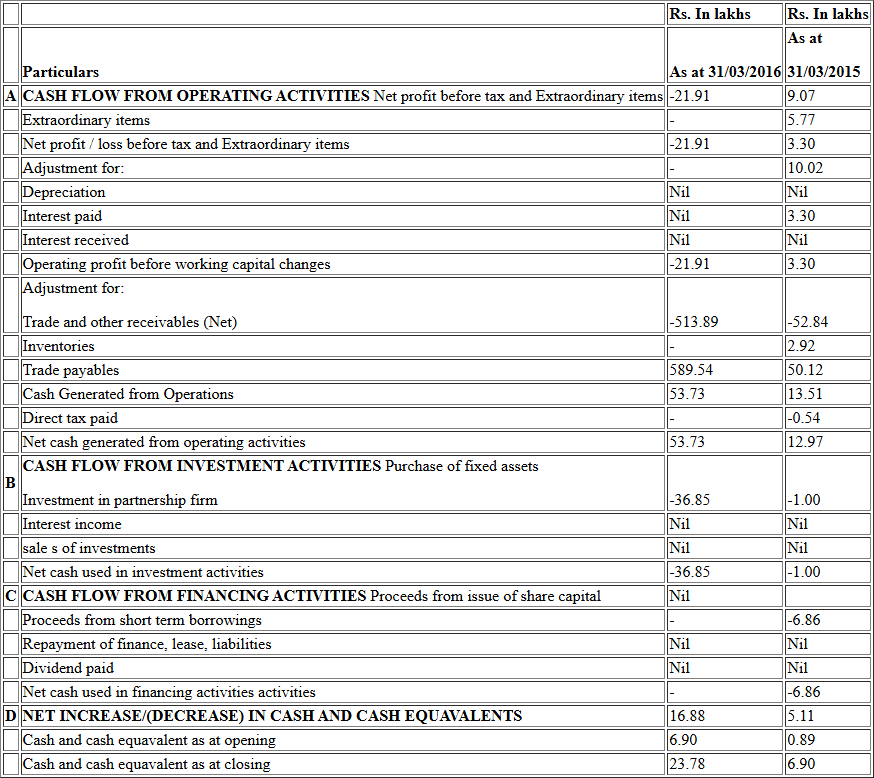 Rs. In lakhs Rs. In lakhs
Particulars As at 31/03/2016 As at 31/03/2015
A CASH FLOW FROM OPERATING ACTIVITIES Net profit before tax and Extraordinary items -21.91 9.07
Extraordinary items - 5.77
Net profit / loss before tax and Extraordinary items -21.91 3.30
Adjustment for: - 10.02
Depreciation Nil Nil
Interest paid Nil 3.30
Interest received Nil Nil
Operating profit before working capital changes -21.91 3.30
Adjustment for:
Trade and other receivables (Net) -513.89 -52.84
Inventories - 2.92
Trade payables 589.54 50.12
Cash Generated from Operations 53.73 13.51
Direct tax paid - -0.54
Net cash generated from operating activities 53.73 12.97
B CASH FLOW FROM INVESTMENT ACTIVITIES Purchase of fixed assets
Investment in partnership firm -36.85 -1.00
Interest income Nil Nil
sale s of investments Nil Nil
Net cash used in investment activities -36.85 -1.00
C CASH FLOW FROM FINANCING ACTIVITIES Proceeds from issue of share capital Nil
Proceeds from short term borrowings - -6.86
Repayment of finance, lease, liabilities Nil Nil
Dividend paid Nil Nil
Net cash used in financing activities activities - -6.86
D NET INCREASE/(DECREASE) IN CASH AND CASH EQUAVALENTS 16.88 5.11
Cash and cash equavalent as at opening 6.90 0.89
Cash and cash equavalent as at closing 23.78 6.90